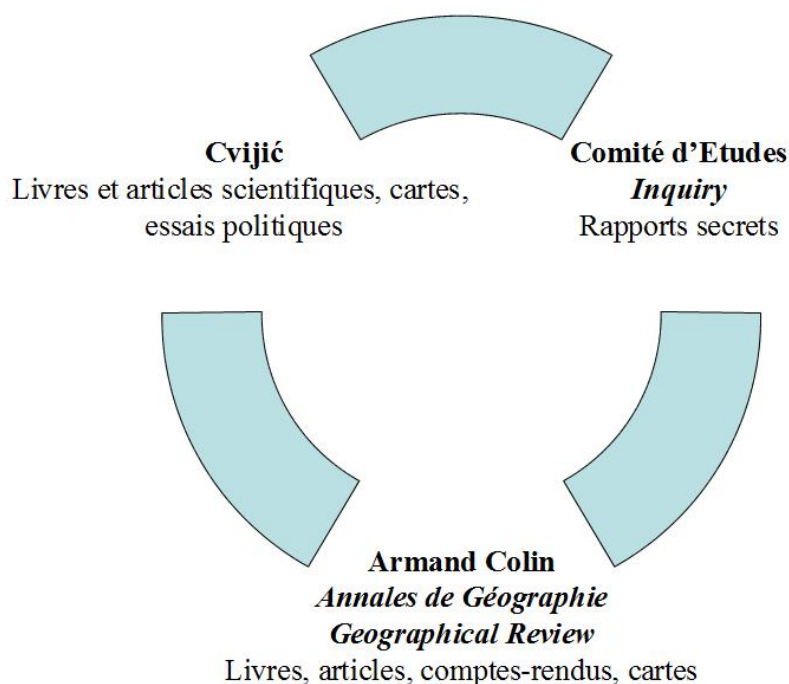 Cvijić
Livres et articles scientifiques, cartes,
essais politiques
Comité d’Etudes
Inquiry
Rapports secrets
Armand Colin
Annales de Géographie
Geographical Review
Livres, articles, comptes-rendus, cartes